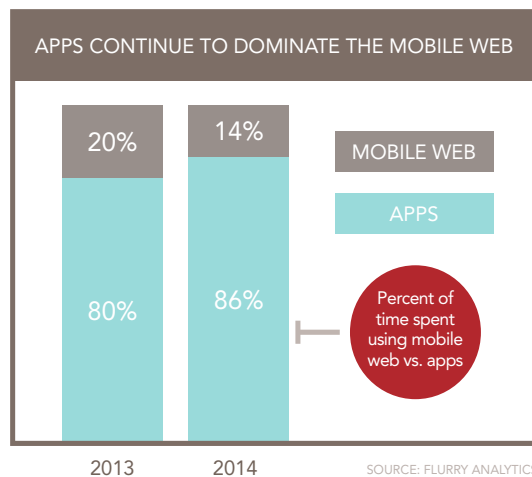 APPS CONTINUE TO DOMINATE THE MOBILE WEB
20%
14%
MOBILE WEB
APPS
80%
86%
Percent of
time spent
using mobile
web vs. apps
2013
2014
SOURCE: FLURRY ANALYTICS